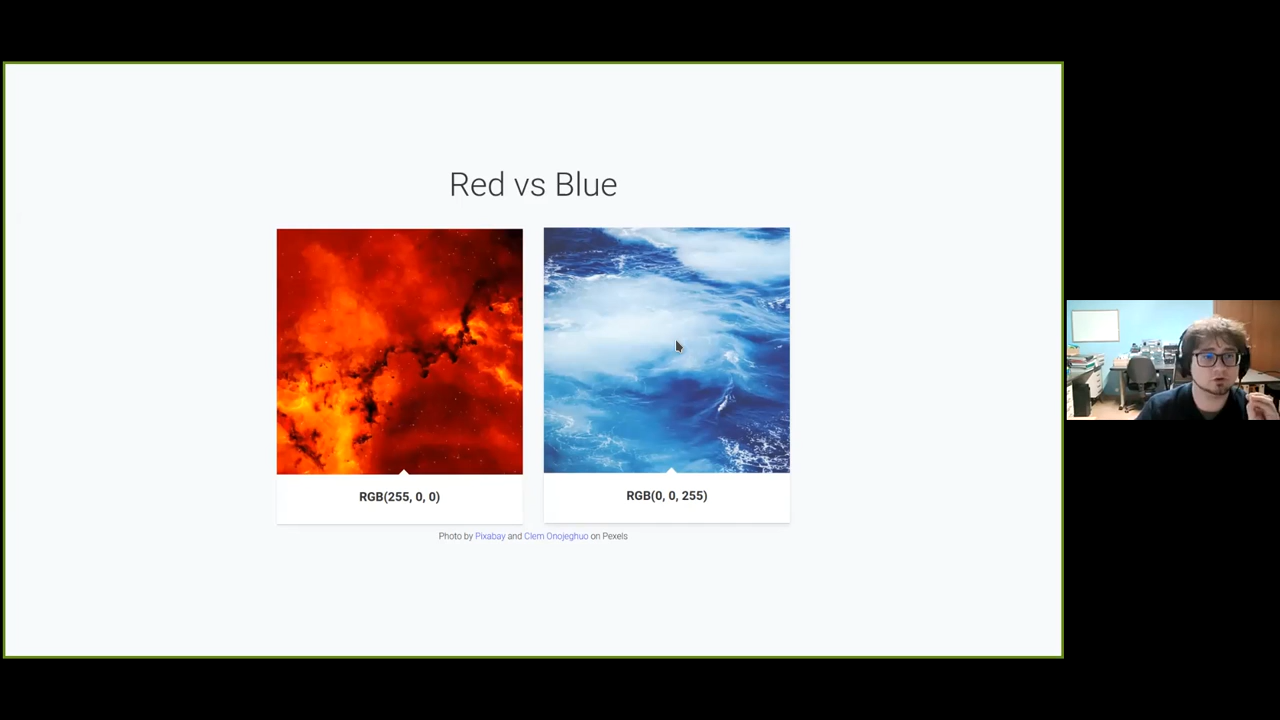 Red vs Blue
RGB(255, 0, 0)
RGB(0, 0, 255)
Photo by Pixabay and Clem Onojeghuo on Pexels